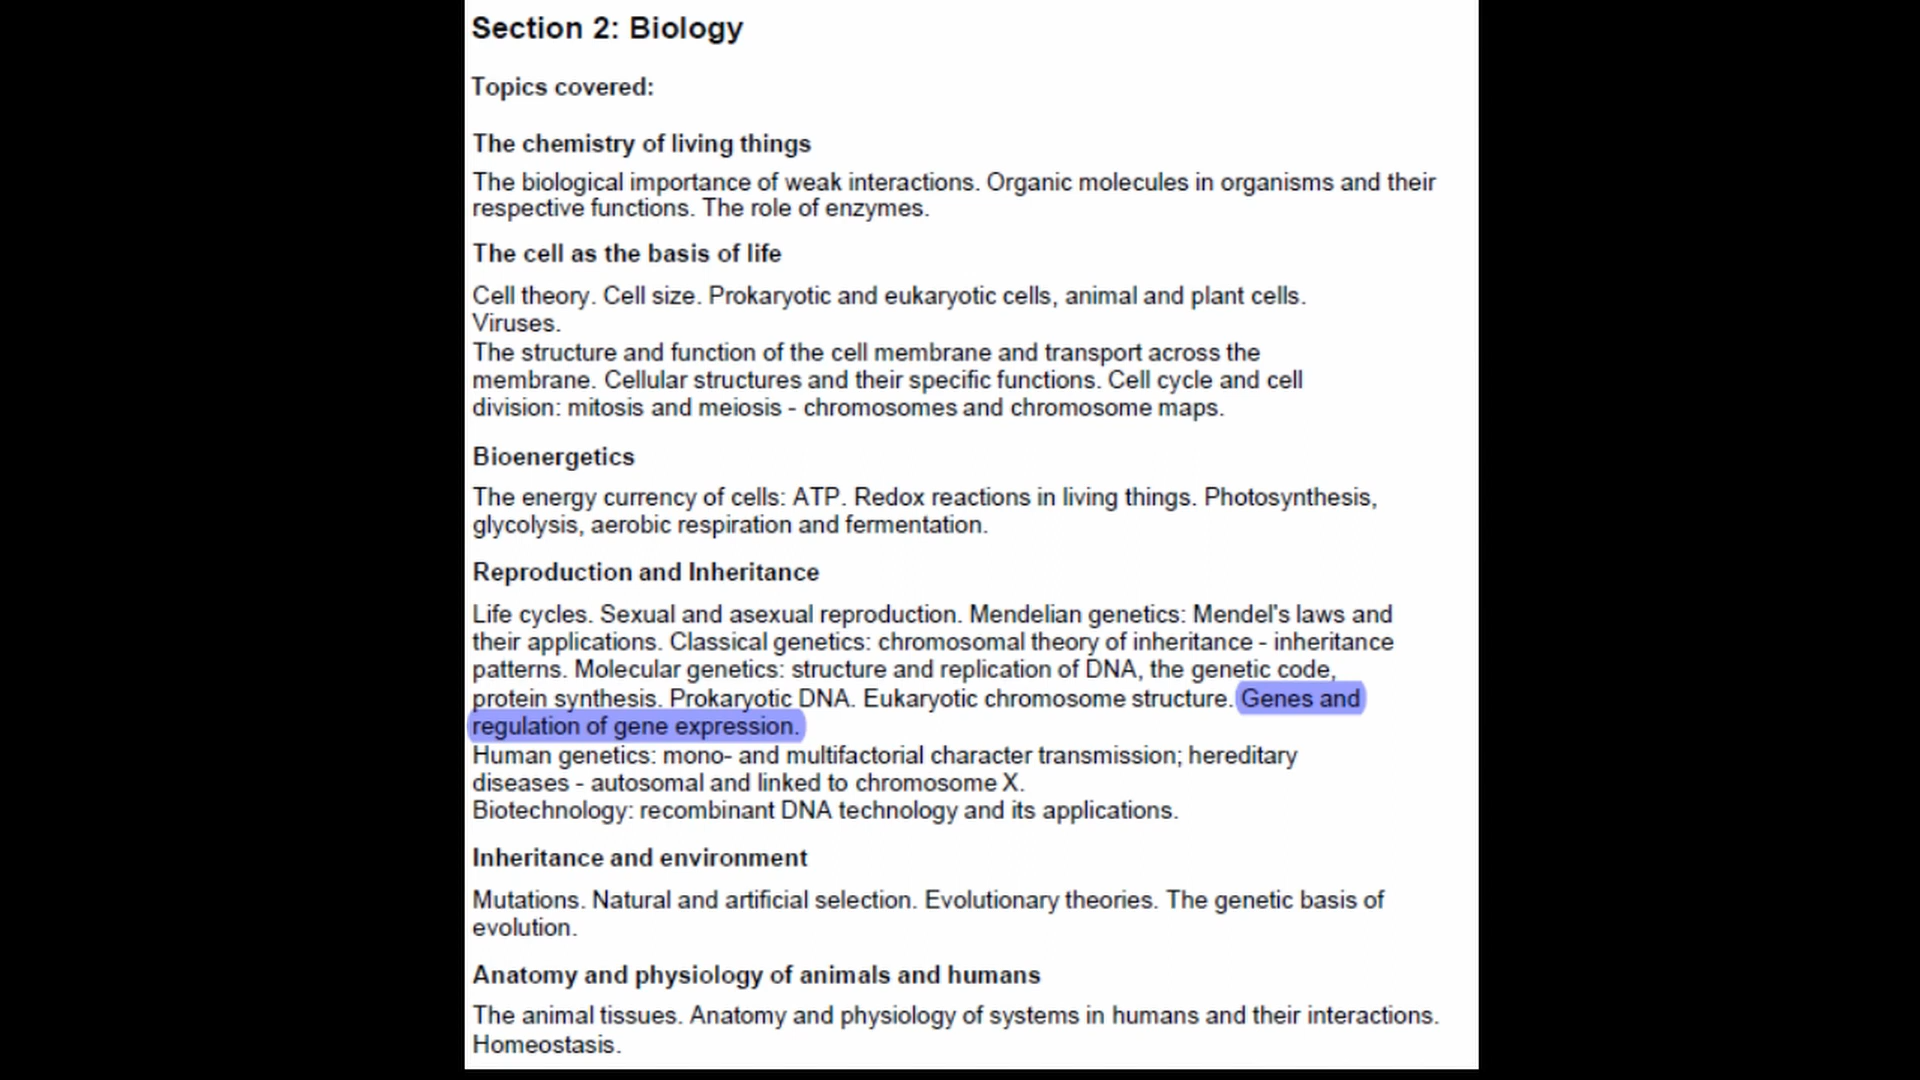 Section 2: Biology
Topics covered:
The chemistry of living things
The biological importance of weak interactions. Organic molecules in organisms and their
respective functions. The role of enzymes.
The cell as the basis of life
Cell theory. Cell size. Prokaryotic and eukaryotic cells, animal and plant cells.
Viruses.
The structure and function of the cell membrane and transport across the
membrane. Cellular structures and their specific functions. Cell cycle and cell
division: mitosis and meiosis - chromosomes and chromosome maps.
Bioenergetics
The energy currency of cells: ATP. Redox reactions in living things. Photosynthesis,
glycolysis, aerobic respiration and fermentation.
Reproduction and Inheritance
Life cycles. Sexual and asexual reproduction. Mendelian genetics: Mendel's laws and
their applications. Classical genetics: chromosomal theory of inheritance - inheritance
patterns. Molecular genetics: structure and replication of DNA, the genetic code,
protein synthesis. Prokaryotic DNA. Eukaryotic chromosome structure. Genes and
regulation of gene expression.
Human genetics: mono- and multifactorial character transmission; hereditary
diseases - autosomal and linked to chromosome X.
Biotechnology: recombinant DNA technology and its applications.
Inheritance and environment
Mutations. Natural and artificial selection. Evolutionary theories. The genetic basis of
evolution.
Anatomy and physiology of animals and humans
The animal tissues. Anatomy and physiology of systems in humans and their interactions.
Homeostasis.